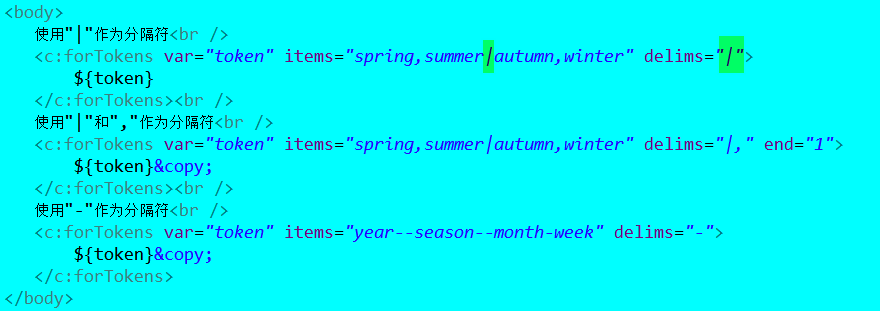 <body>
使用"|"作为分隔符<br />
<c:forTokens var="token" items="spring,summer|autumn,winter" delims="|">
${token}
</c:forTokens><br />
使用"|"和","作为分隔符<br />
<c:forTokens var="token" items="spring,summer|autumn,winter" delims="|," end="1">
${token}&copy;
</c:forTokens><br />
使用"-"作为分隔符<br />
<c:forTokens var="token" items="year--season--month-week" delims="-">
${token}&copy;
</c:forTokens>
</body>